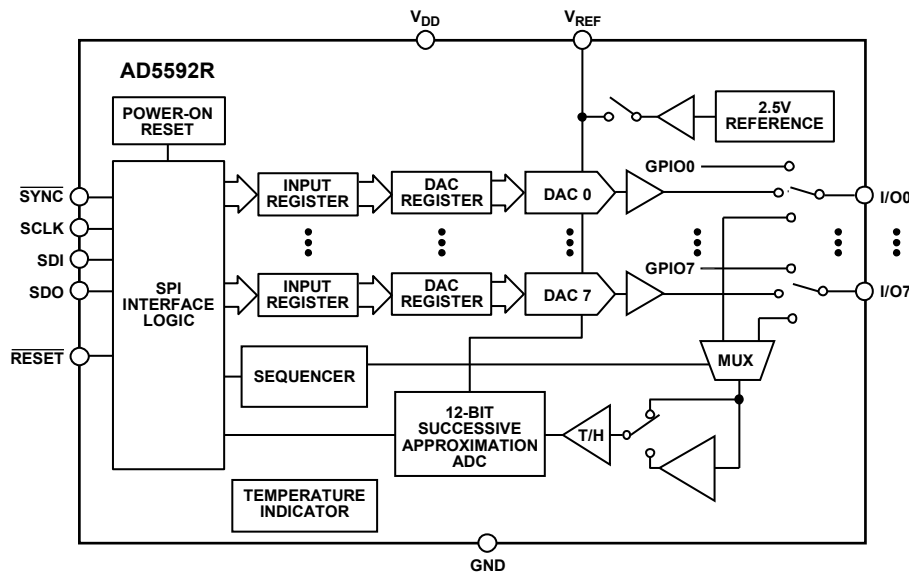 VDD
VREF
AD5592R
POWER-ON
RESET
2.5V
REFERENCE
SYNC
SCLK
SDI
SDO
RESET
SPI
INTERFACE
LOGIC
INPUT
REGISTER
DAC
REGISTER
DAC 0
GPIO0
I/O0
INPUT
REGISTER
DAC
REGISTER
DAC 7
GPIO7
I/O7
SEQUENCER
MUX
12-BIT
SUCCESSIVE
APPROXIMATION
ADC
T/H
TEMPERATURE
INDICATOR
GND